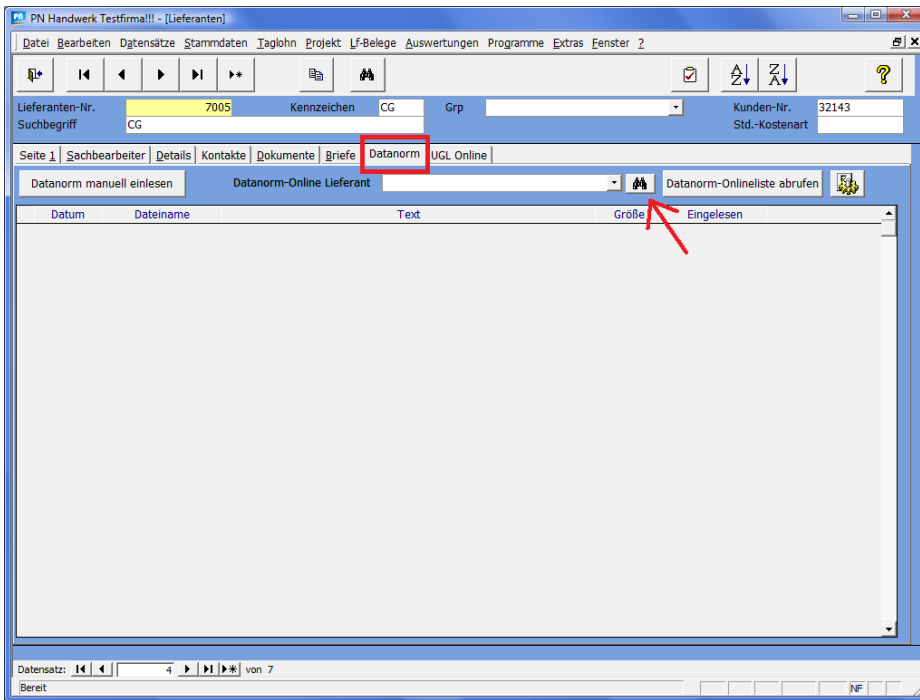 PN Handwerk Testfirma!!! - [Lieferanten]
Datei Bearbeiten Datensätze Stammdaten Taglohn Projekt Lf-Belege Auswertungen Programme Extras Fenster ?
Lieferanten-Nr. 7005 Kennzeichen CG Grp Kunden-Nr. 32143
Suchbegriff CG Std.-Kostenart
Seite 1 Sachbearbeiter Details Kontakte Dokumente Briefe Datanorm UGL Online
Datanorm manuell einlesen Datanorm-Online Lieferant Datanorm-Onlineliste abrufen
Datum Dateiname Text Größe Eingelesen
Datensatz: 4 von 7
Bereit NF